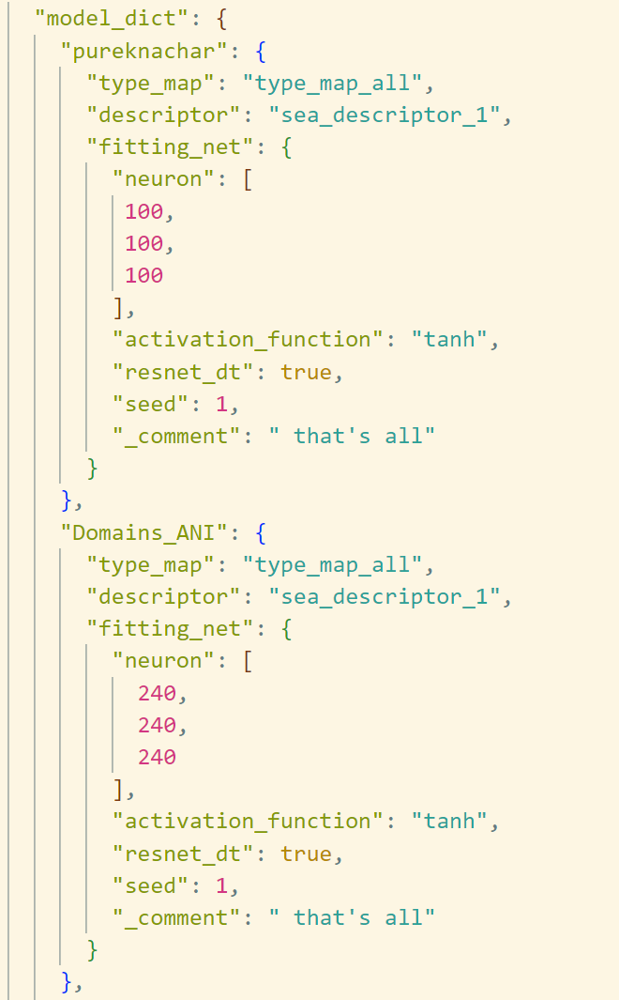 "model_dict": {
"pureknachar": {
"type_map": "type_map_all",
"descriptor": "sea_descriptor_1",
"fitting_net": {
"neuron": [
100,
100,
100
],
"activation_function": "tanh",
"resnet_dt": true,
"seed": 1,
"_comment": " that's all"
}
},
"Domains_ANI": {
"type_map": "type_map_all",
"descriptor": "sea_descriptor_1",
"fitting_net": {
"neuron": [
240,
240,
240
],
"activation_function": "tanh",
"resnet_dt": true,
"seed": 1,
"_comment": " that's all"
}
},